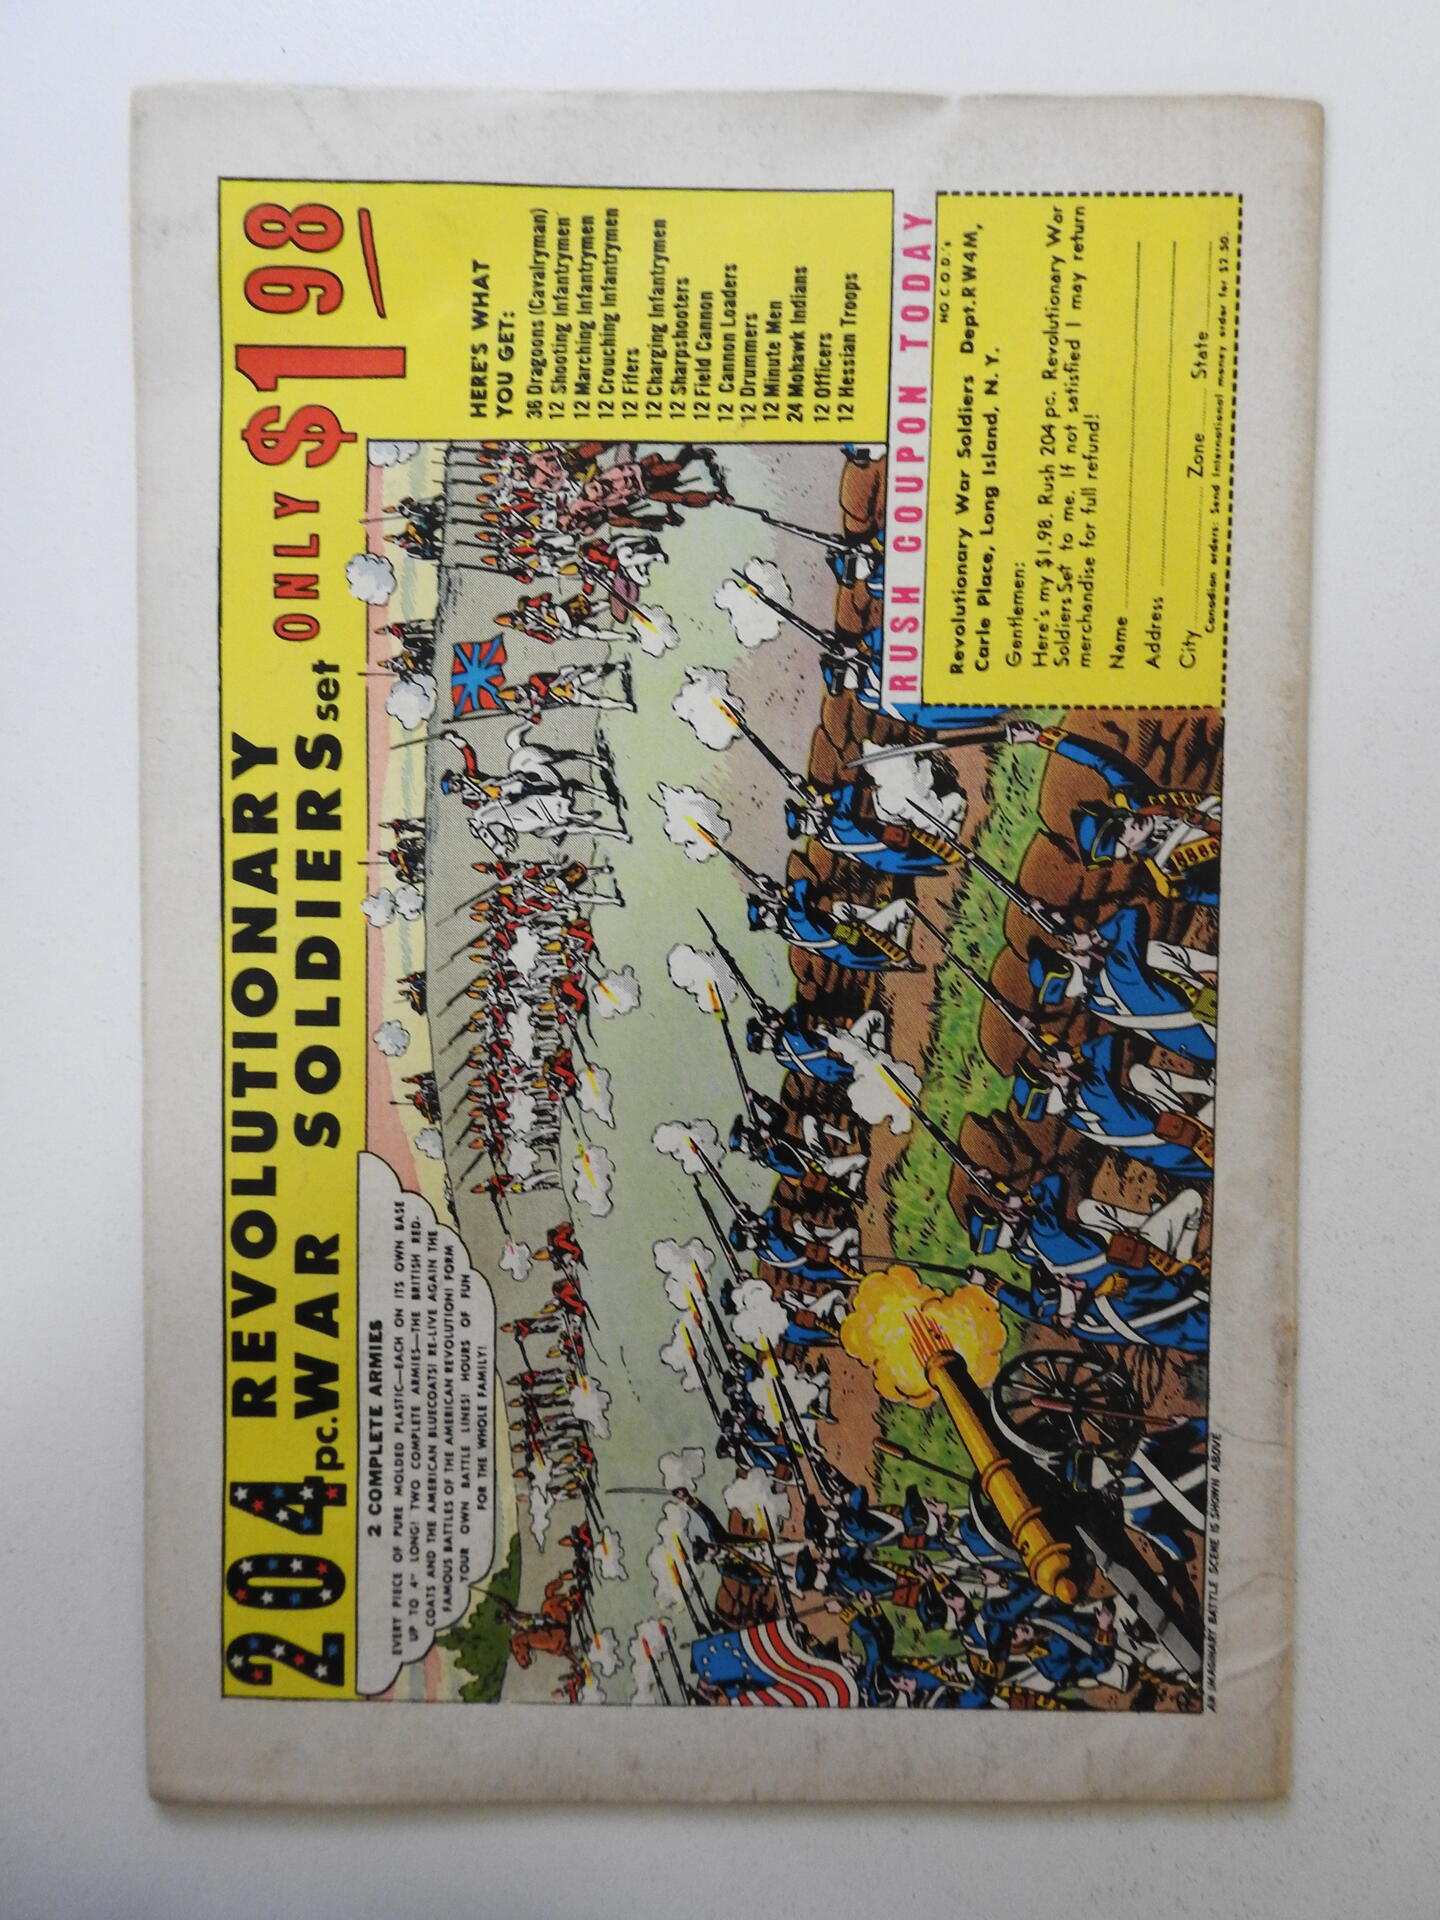 204 REVOLUTIONARY
pc. WAR SOLDIERS set ONLY $1 98
2 COMPLETE ARMIES
EVERY PIECE OF PURE MOLDED PLASTIC—EACH ON ITS OWN BASE
UP TO 4" LONG! TWO COMPLETE ARMIES—THE BRITISH RED-
COATS AND THE AMERICAN BLUECOATS! RE-LIVE AGAIN THE
FAMOUS BATTLES OF THE AMERICAN REVOLUTION! FORM
YOUR OWN BATTLE LINES! HOURS OF FUN
FOR THE WHOLE FAMILY!
HERE'S WHAT
YOU GET:
36 Dragoons (Cavalryman)
12 Shooting Infantrymen
12 Marching Infantrymen
12 Crouching Infantrymen
12 Fifers
12 Charging Infantrymen
12 Sharpshooters
12 Field Cannon
12 Cannon Loaders
12 Drummers
12 Minute Men
24 Mohawk Indians
12 Officers
12 Hessian Troops
RUSH COUPON TODAY
NO C.O.D.'s
Revolutionary War Soldiers Dept.RW4M,
Carle Place, Long Island, N. Y.
Gentlemen:
Here's my $1.98. Rush 204 pc. Revolutionary War
Soldiers Set to me. If not satisfied I may return
merchandise for full refund!
Name
Address
City Zone State
Canadian orders: Send International money order for $2.50.
AN IMAGINARY BATTLE SCENE IS SHOWN ABOVE